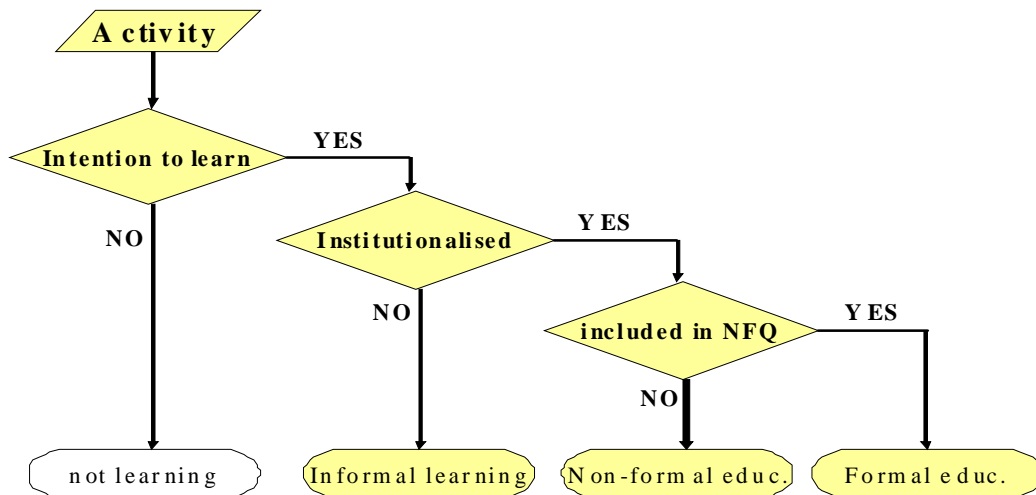 Activity
Intention to learn
YES
NO
Institutionalised
YES
NO
included in NFQ
YES
NO
not learning
Informal learning
Non-formal educ.
Formal educ.